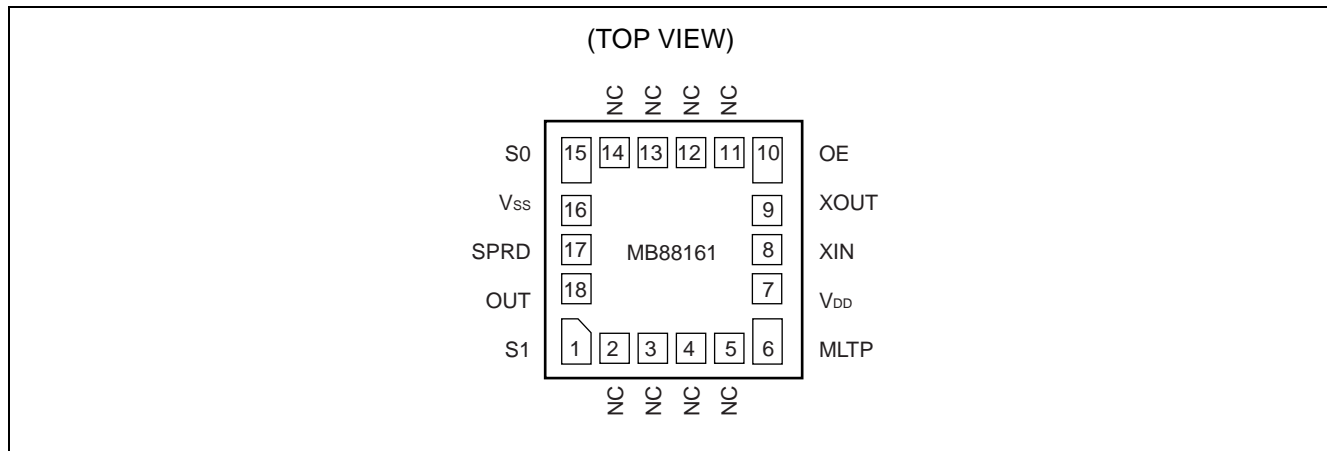 (TOP VIEW)
NC NC NC NC
S0 15 14 13 12 11 10 OE
Vss 16 9 XOUT
SPRD 17 MB88161 8 XIN
OUT 18 7 VDD
S1 1 2 3 4 5 6 MLTP
NC NC NC NC